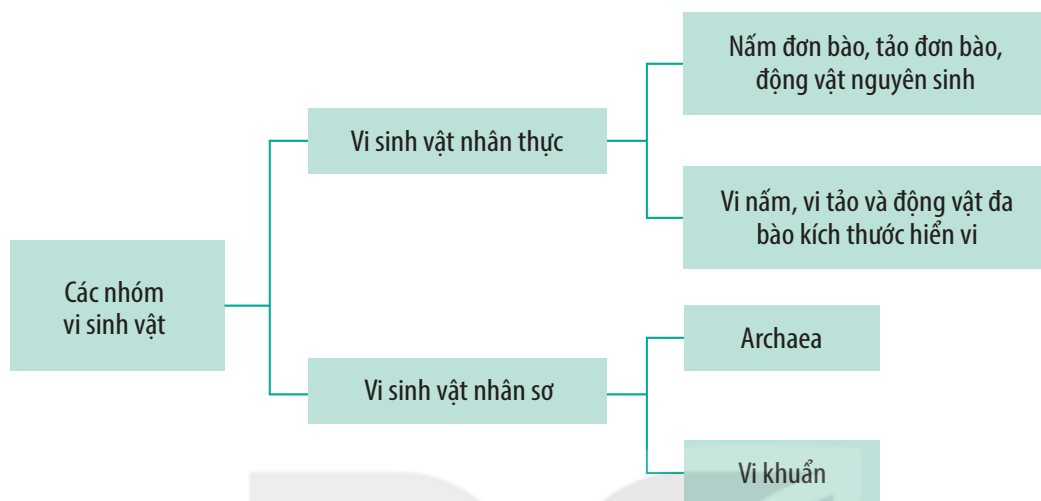 Các nhóm
vi sinh vật
Vi sinh vật nhân thực
Nấm đơn bào, tảo đơn bào,
động vật nguyên sinh
Vi nấm, vi tảo và động vật đa
bào kích thước hiển vi
Vi sinh vật nhân sơ
Archaea
Vi khuẩn